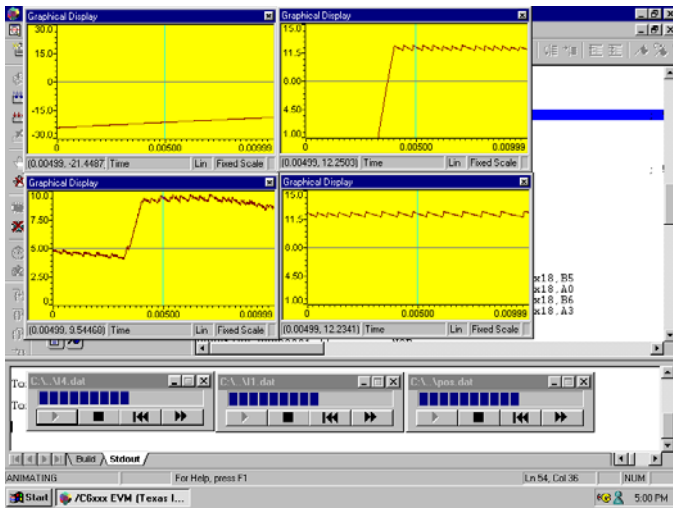 Graphical Display
30.0
15.0
0
-15.0
-30.0
0
0.00500
0.00999
(0.00499, -21.4487) Time Lin Fixed Scale
Graphical Display
15.0
11.5
8.00
4.50
1.00
0
0.00500
0.00999
(0.00499, 12.2503) Time Lin Fixed Scale
Graphical Display
10.0
7.50
5.00
2.50
0
0
0.00500
0.00999
(0.00499, 9.54460) Time Lin Fixed Scale
Graphical Display
15.0
11.5
8.00
4.50
1.00
0
0.00500
0.00999
(0.00499, 12.2341) Time Lin Fixed Scale
x18,B5
x18,A0
x18,B6
x18,A3
To
To
C:\..\I4.dat
C:\..\I1.dat
C:\..\pos.dat
Build Stdout
ANIMATING For Help, press F1 Ln 54, Col 36 NUM
Start /C6xxx EVM (Texas I... 5:00 PM